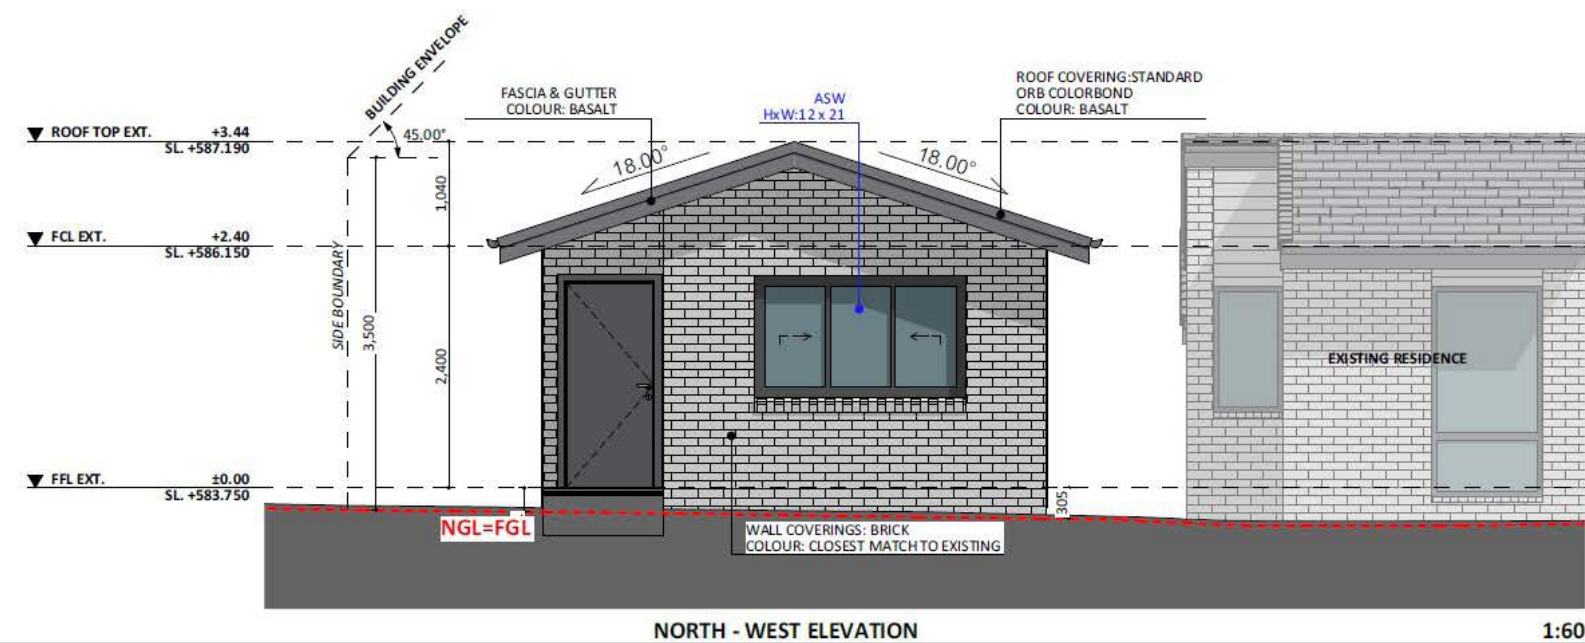 BUILDING ENVELOPE
FASCIA & GUTTER
COLOUR: BASALT
ASW
HxW:12 x 21
ROOF COVERING:STANDARD
ORB COLORBOND
COLOUR: BASALT
ROOF TOP EXT. +3.44
SL. +587.190
45.00°
18.00°
18.00°
1,040
FCL EXT. +2.40
SL. +586.150
SIDE BOUNDARY
3,500
2,400
EXISTING RESIDENCE
FFL EXT. ±0.00
SL. +583.750
305
NGL=FGL
WALL COVERINGS: BRICK
COLOUR: CLOSEST MATCH TO EXISTING
NORTH - WEST ELEVATION
1:60